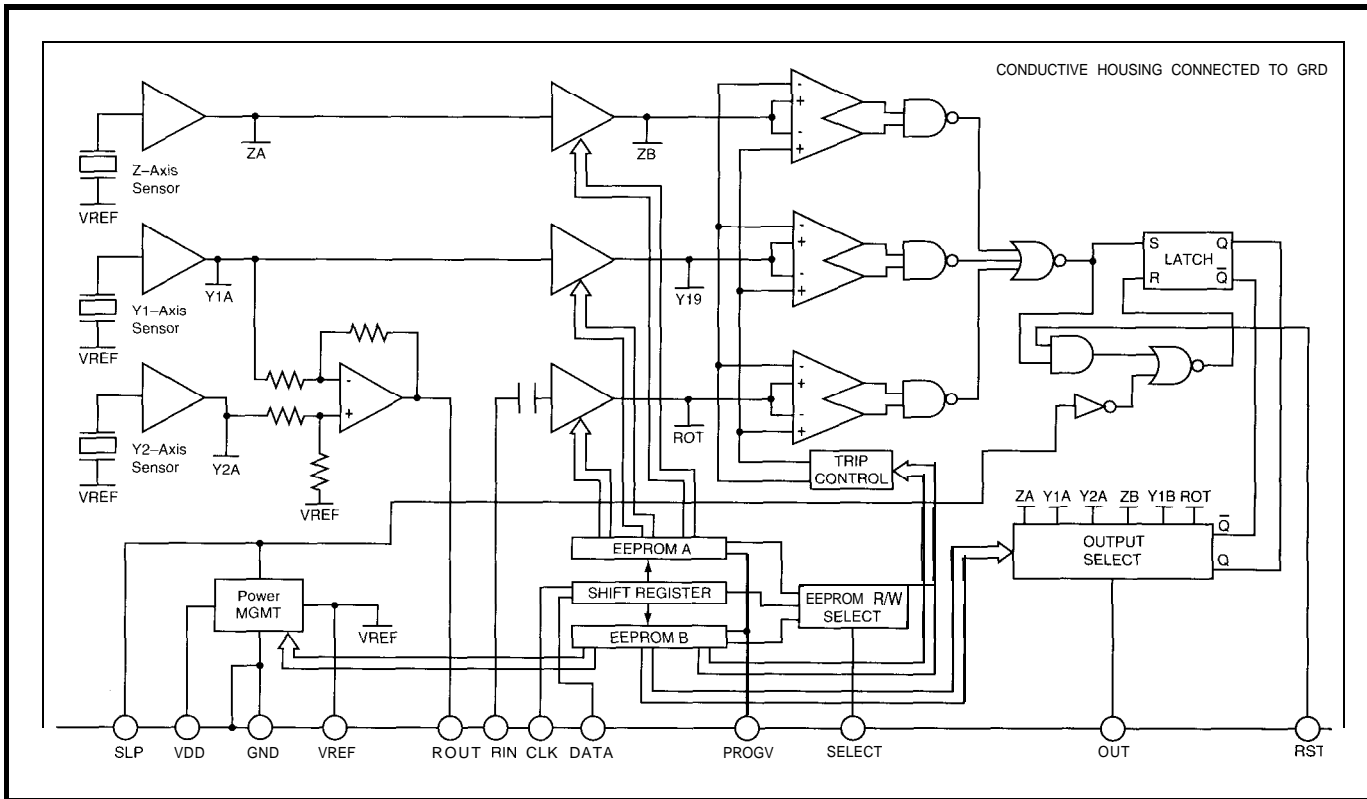 CONDUCTIVE HOUSING CONNECTED TO GRD
ZA
ZB
Z-Axis
Sensor
VREF
- + - +
Y1A
Y19
Y1-Axis
Sensor
VREF
- + - +
S Q
LATCH
R Q̅
- +
Y2A
Y2-Axis
Sensor
VREF
VREF
ROT
- + - +
TRIP
CONTROL
ZA Y1A Y2A ZB Y1B ROT
OUTPUT
SELECT
Q̅
Q
EEPROM A
SHIFT REGISTER
EEPROM B
EEPROM R/W
SELECT
Power
MGMT
VREF
SLP VDD GND VREF ROUT RIN CLK DATA PROGV SELECT OUT RST